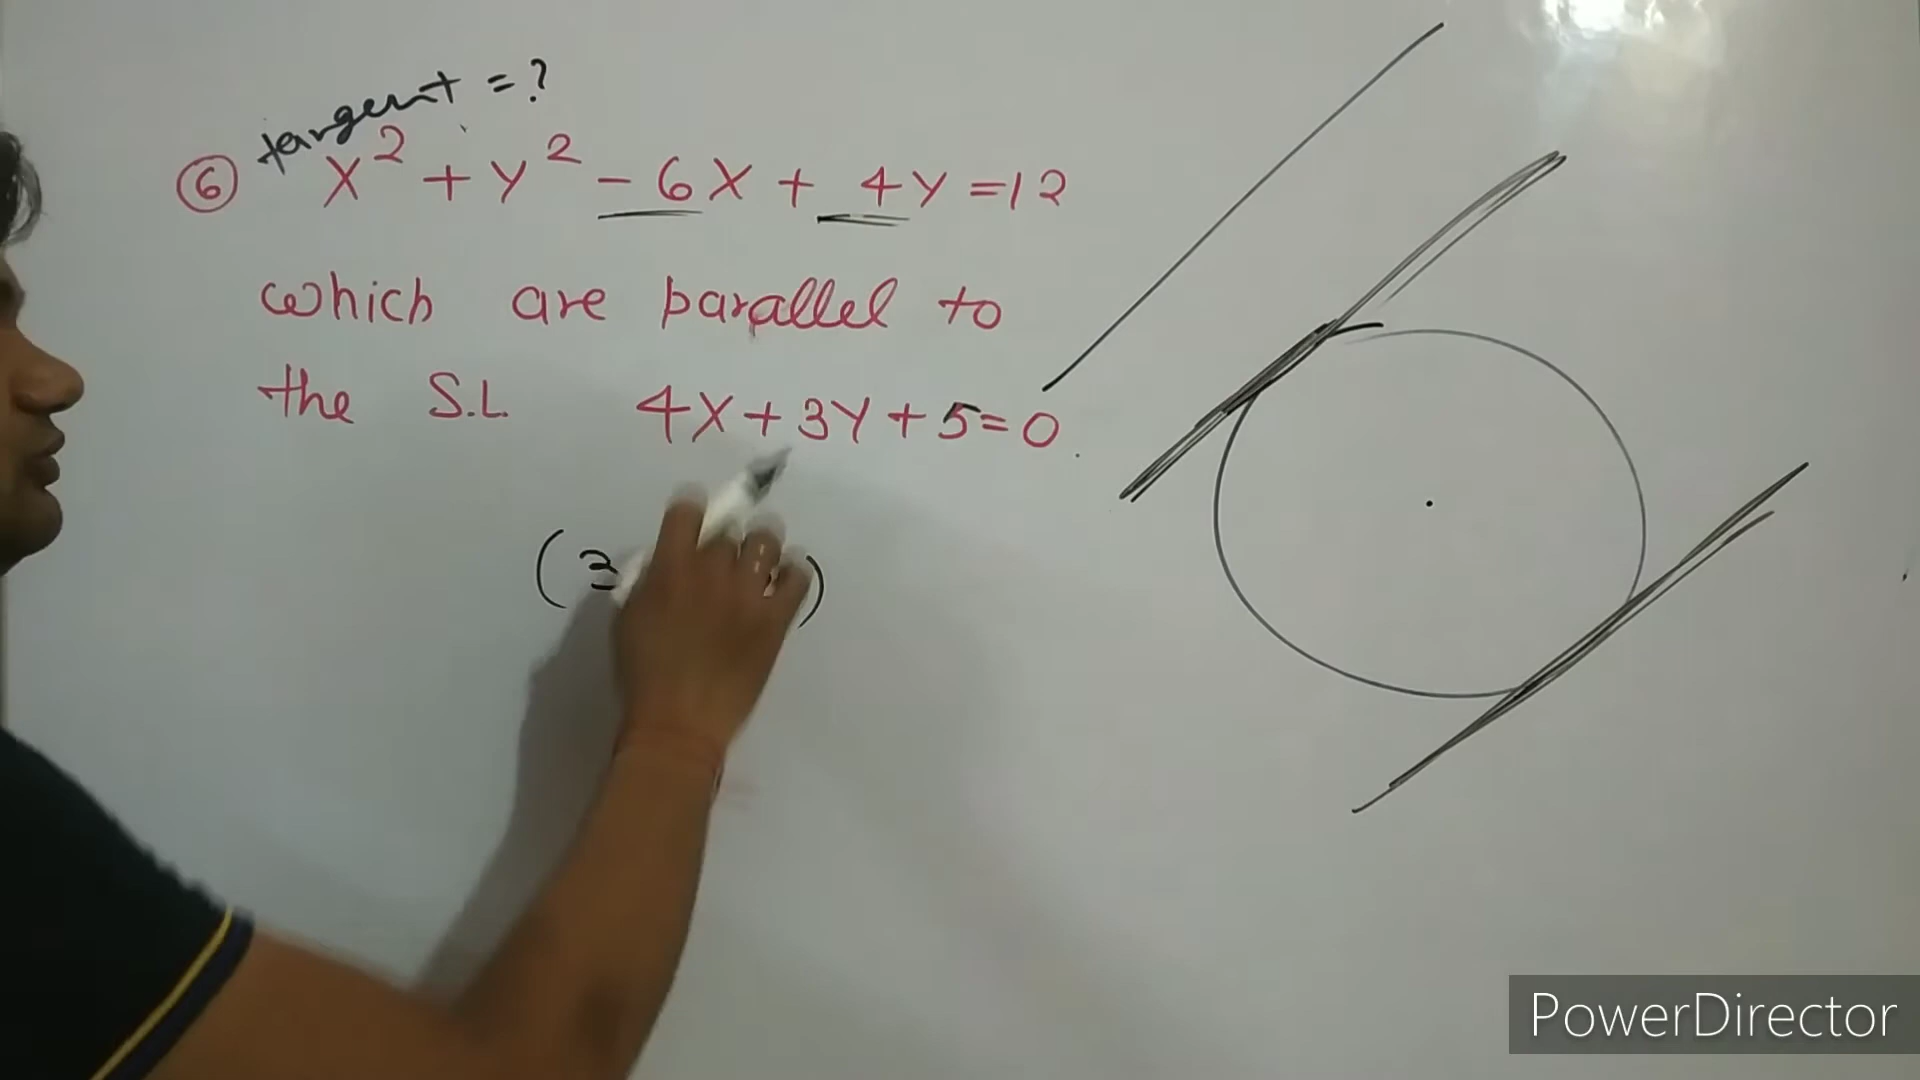 tangent = ?
⑥ x² + y² - 6x + 4y = 12
which are parallel to
the S.L. 4x + 3y + 5 = 0.
(3 )
PowerDirector